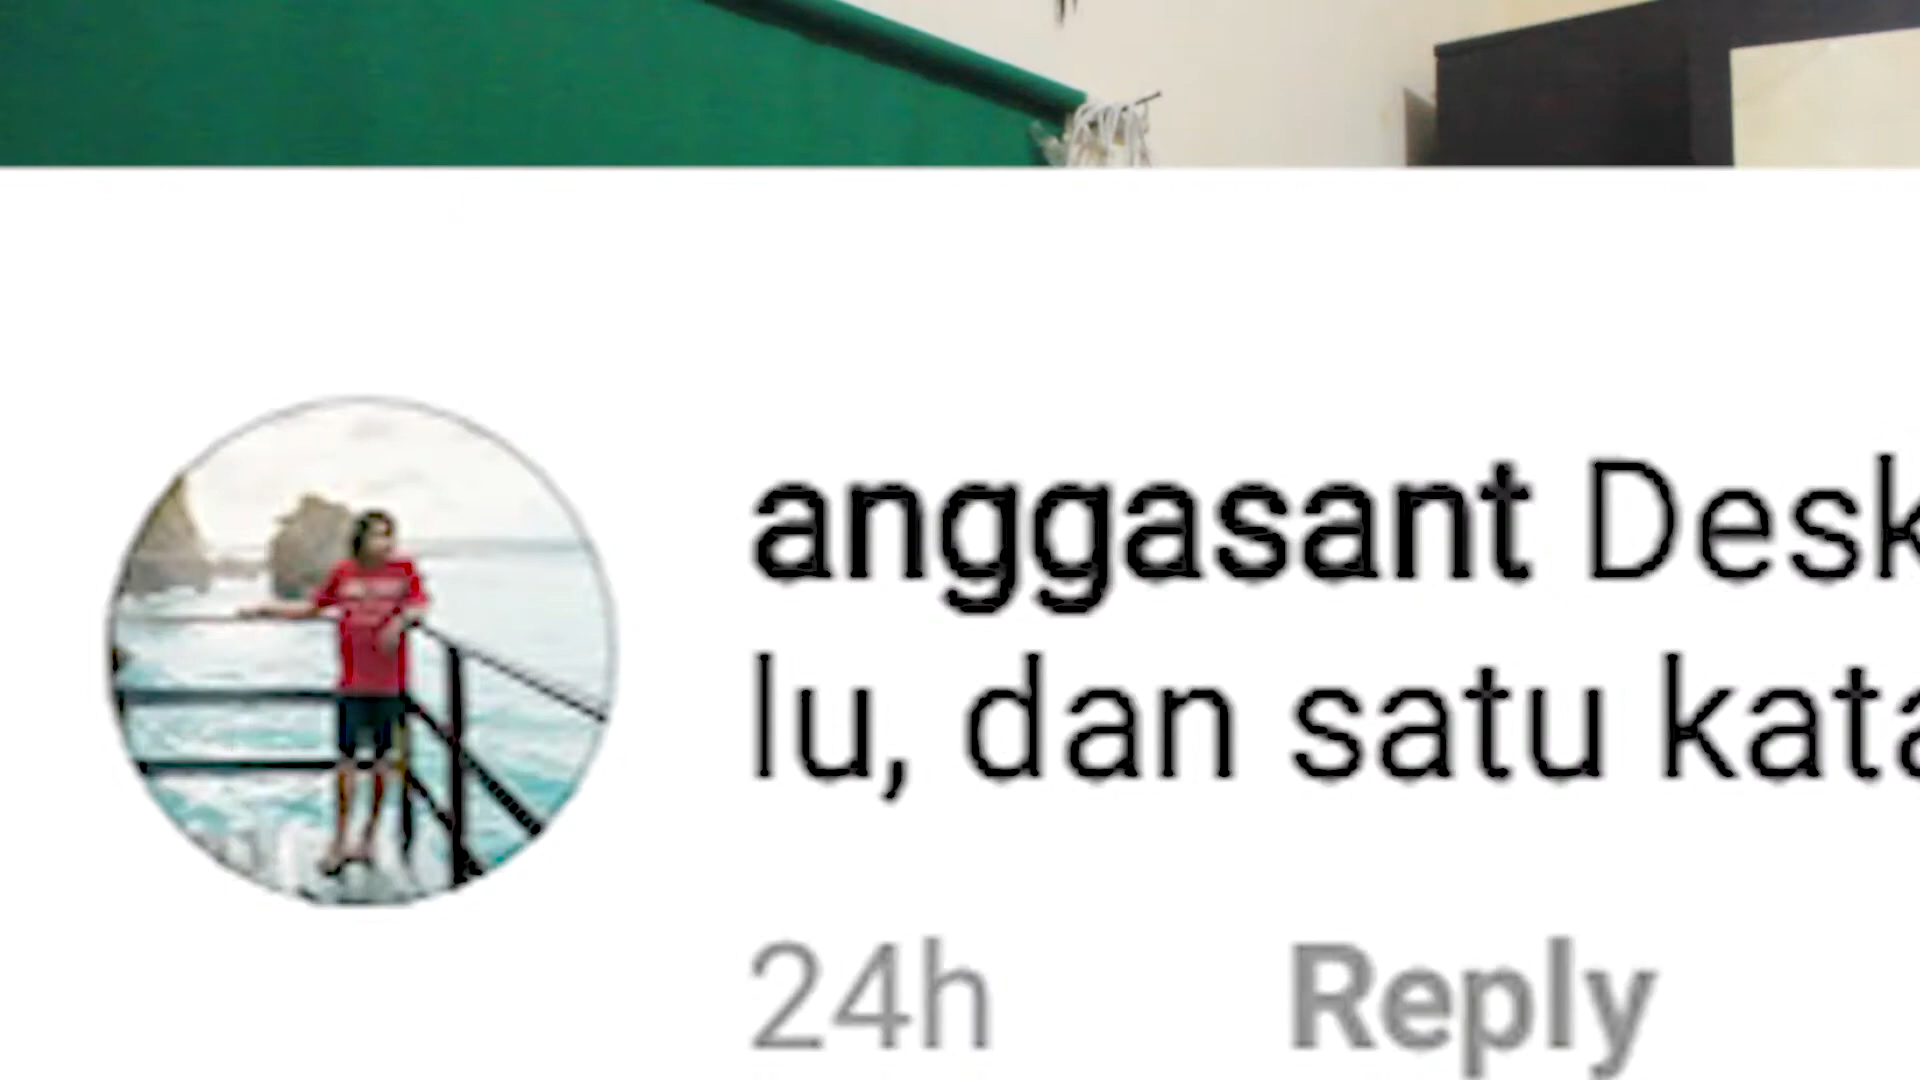 anggasant Desk
lu, dan satu kata
24h Reply